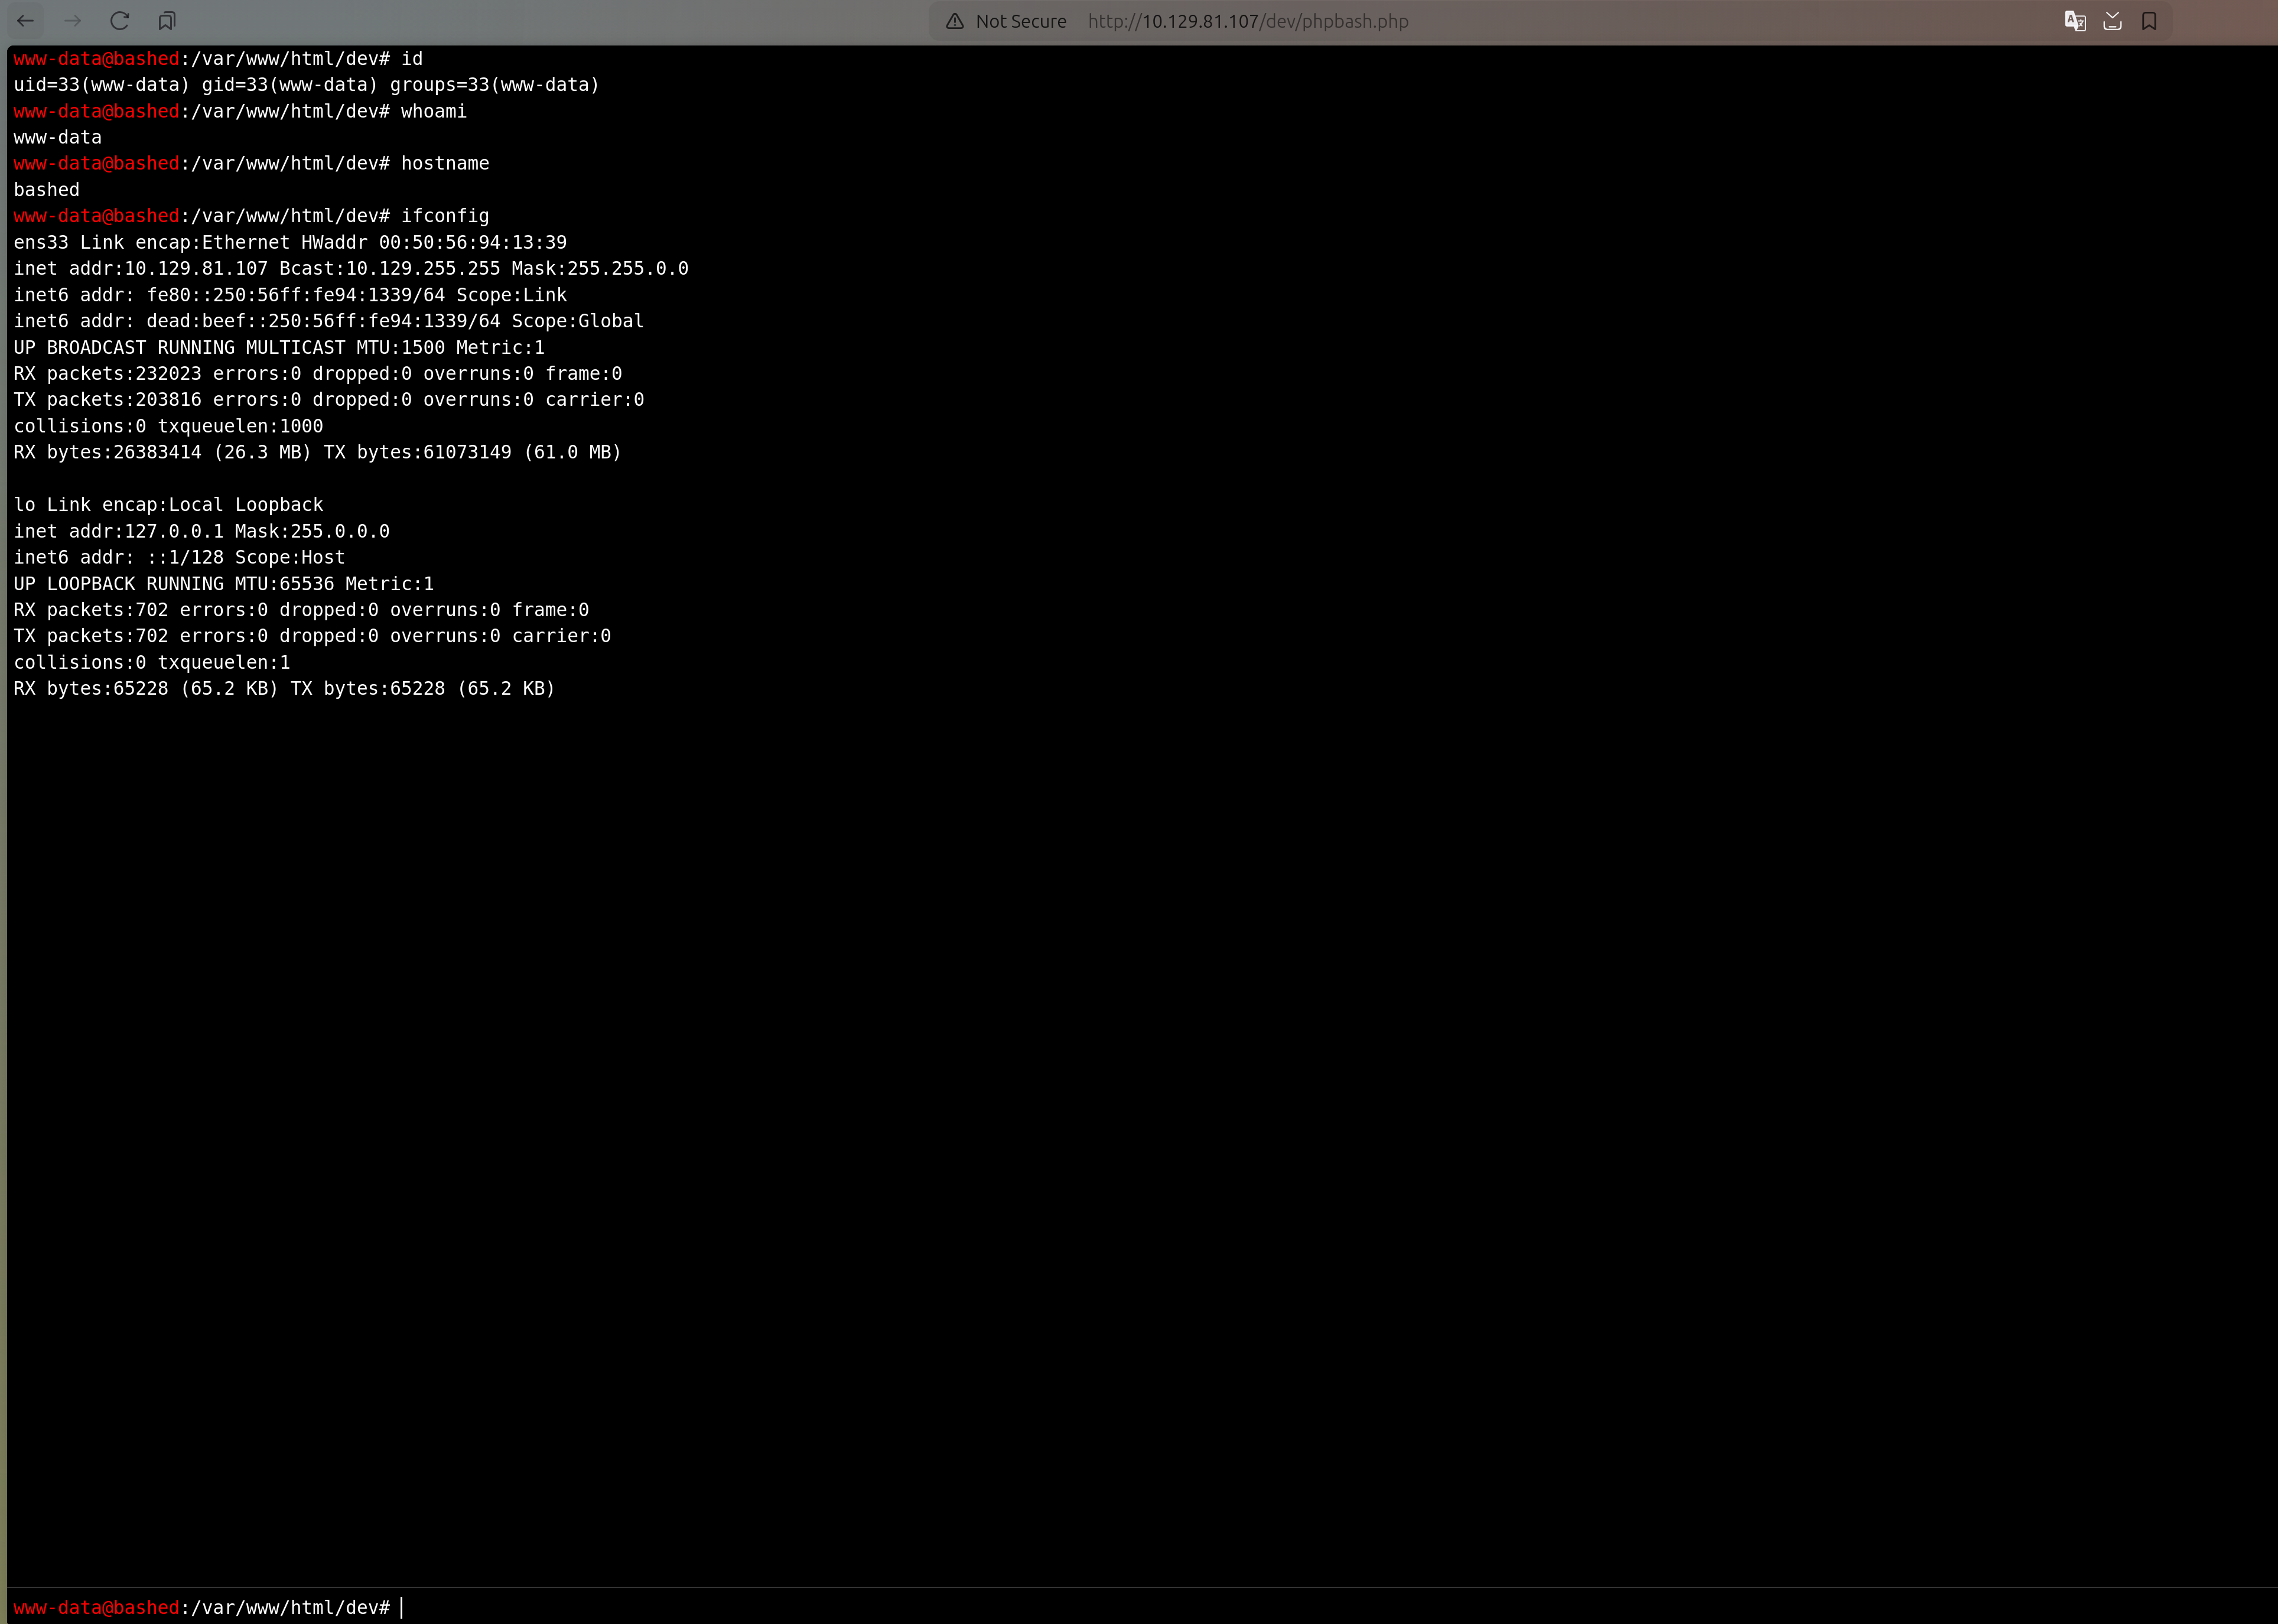 Not Secure http://10.129.81.107/dev/phpbash.php
www-data@bashed:/var/www/html/dev# id
uid=33(www-data) gid=33(www-data) groups=33(www-data)
www-data@bashed:/var/www/html/dev# whoami
www-data
www-data@bashed:/var/www/html/dev# hostname
bashed
www-data@bashed:/var/www/html/dev# ifconfig
ens33 Link encap:Ethernet HWaddr 00:50:56:94:13:39
inet addr:10.129.81.107 Bcast:10.129.255.255 Mask:255.255.0.0
inet6 addr: fe80::250:56ff:fe94:1339/64 Scope:Link
inet6 addr: dead:beef::250:56ff:fe94:1339/64 Scope:Global
UP BROADCAST RUNNING MULTICAST MTU:1500 Metric:1
RX packets:232023 errors:0 dropped:0 overruns:0 frame:0
TX packets:203816 errors:0 dropped:0 overruns:0 carrier:0
collisions:0 txqueuelen:1000
RX bytes:26383414 (26.3 MB) TX bytes:61073149 (61.0 MB)
lo Link encap:Local Loopback
inet addr:127.0.0.1 Mask:255.0.0.0
inet6 addr: ::1/128 Scope:Host
UP LOOPBACK RUNNING MTU:65536 Metric:1
RX packets:702 errors:0 dropped:0 overruns:0 frame:0
TX packets:702 errors:0 dropped:0 overruns:0 carrier:0
collisions:0 txqueuelen:1
RX bytes:65228 (65.2 KB) TX bytes:65228 (65.2 KB)
www-data@bashed:/var/www/html/dev#